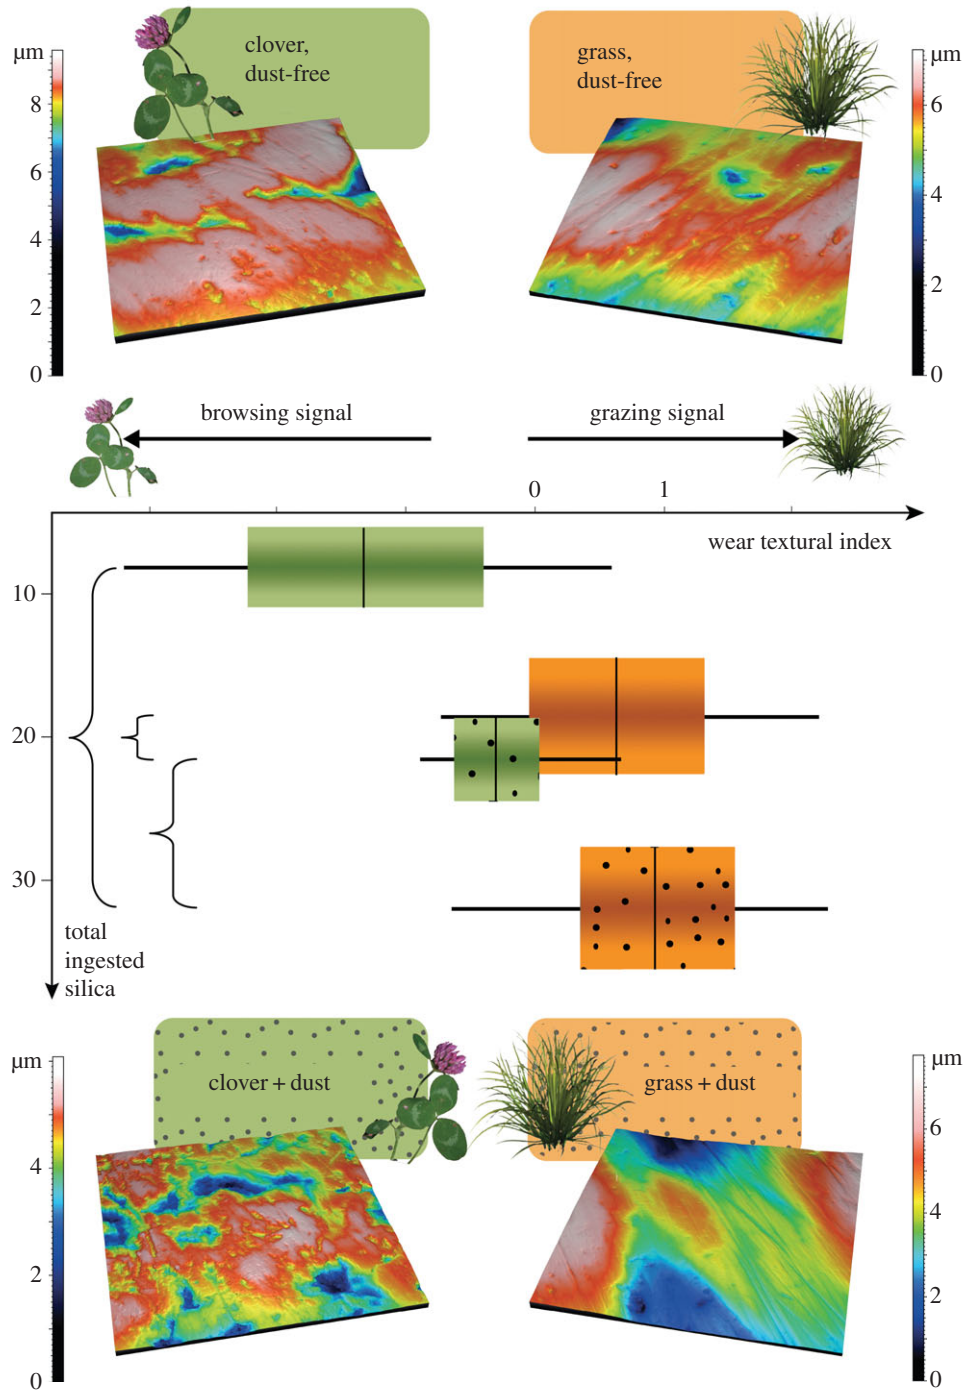 clover,
dust-free
grass,
dust-free
µm
8
6
4
2
0
µm
6
4
2
0
browsing signal
grazing signal
0
1
wear textural index
10
20
30
total
ingested
silica
clover + dust
grass + dust
µm
4
2
0
µm
6
4
2
0